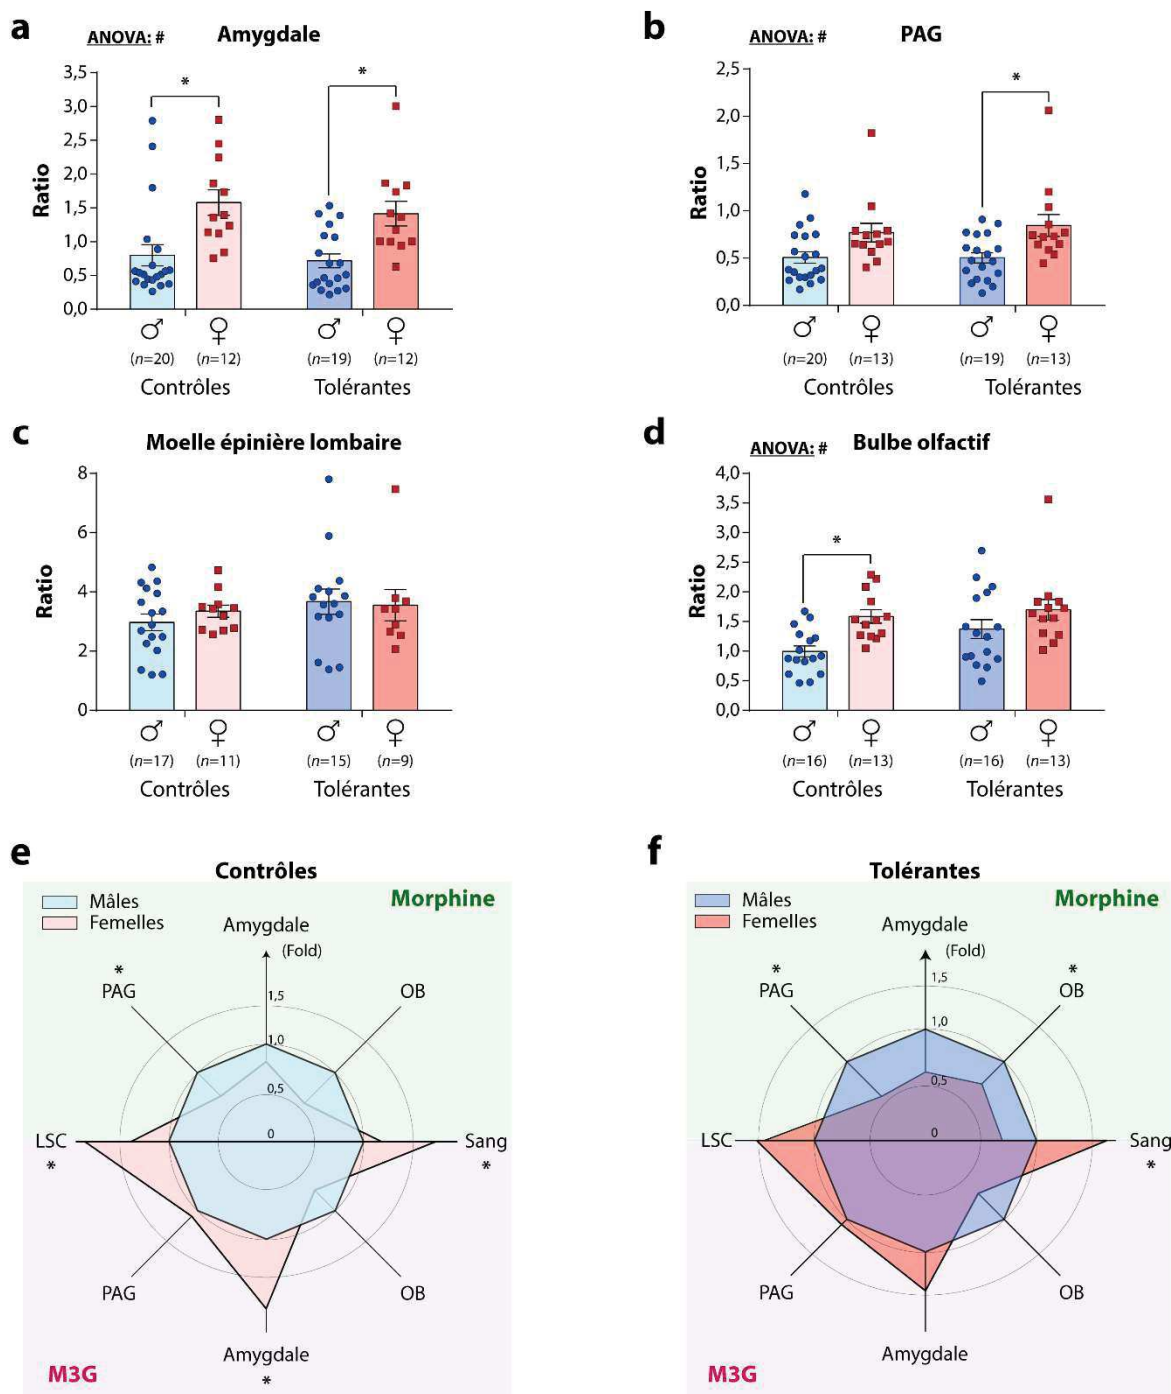 a
ANOVA: # Amygdale
Ratio
3,5
3,0
2,5
2,0
1,5
1,0
0,5
0,0
*
*
♂ ♀ ♂ ♀
(n=20) (n=12) (n=19) (n=12)
Contrôles Tolérantes
b
ANOVA: # PAG
Ratio
2,5
2,0
1,5
1,0
0,5
0,0
*
♂ ♀ ♂ ♀
(n=20) (n=13) (n=19) (n=13)
Contrôles Tolérantes
c
Moelle épinière lombaire
Ratio
8
6
4
2
0
♂ ♀ ♂ ♀
(n=17) (n=11) (n=15) (n=9)
Contrôles Tolérantes
d
ANOVA: # Bulbe olfactif
Ratio
4,0
3,5
3,0
2,5
2,0
1,5
1,0
0,5
0,0
*
♂ ♀ ♂ ♀
(n=16) (n=13) (n=16) (n=13)
Contrôles Tolérantes
e
Contrôles
Mâles
Femelles
Morphine
Amygdale
(Fold)
*
PAG
OB
1,5
1,0
0,5
0
LSC
*
Sang
*
PAG
OB
Amygdale
*
M3G
f
Tolérantes
Mâles
Femelles
Morphine
Amygdale
(Fold)
*
PAG
*
OB
1,5
1,0
0,5
0
LSC
Sang
*
PAG
OB
Amygdale
M3G